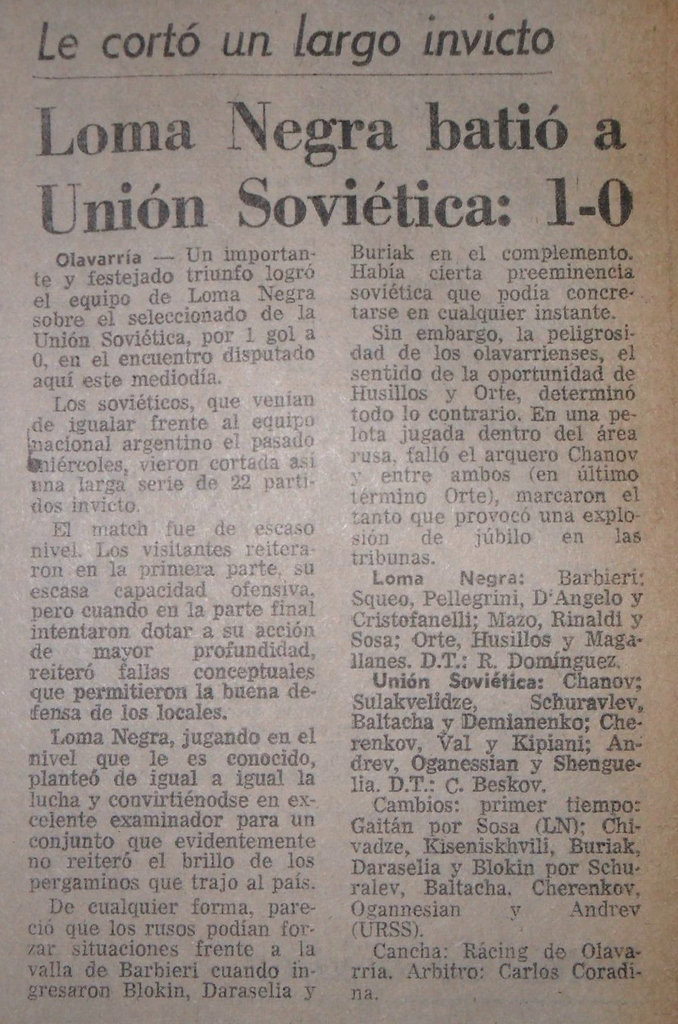 Le cortó un largo invicto
Loma Negra batió a
Unión Soviética: 1-0
Olavarría — Un importan-
te y festejado triunfo logró
el equipo de Loma Negra
sobre el seleccionado de la
Unión Soviética, por 1 gol a
0, en el encuentro disputado
aquí este mediodía.
Los soviéticos, que venían
de igualar frente al equipo
nacional argentino el pasado
miércoles, vieron cortada así
una larga serie de 22 parti-
dos invicto.
El match fue de escaso
nivel. Los visitantes reitera-
ron en la primera parte, su
escasa capacidad ofensiva,
pero cuando en la parte final
intentaron dotar a su acción
de mayor profundidad,
reiteró fallas conceptuales
que permitieron la buena de-
fensa de los locales.
Loma Negra, jugando en el
nivel que le es conocido,
planteó de igual a igual la
lucha y convirtiénodse en ex-
celente examinador para un
conjunto que evidentemente
no reiteró el brillo de los
pergaminos que trajo al país.
De cualquier forma, pare-
ció que los rusos podían for-
zar situaciones frente a la
valla de Barbieri cuando in-
gresaron Blokin, Daraselia y
Buriak en el complemento.
Había cierta preeminencia
soviética que podía concre-
tarse en cualquier instante.
Sin embargo, la peligrosi-
dad de los olavarrienses, el
sentido de la oportunidad de
Husillos y Orte, determinó
todo lo contrario. En una pe-
lota jugada dentro del área
rusa, falló el arquero Chanov
y entre ambos (en último
término Orte), marcaron el
tanto que provocó una explo-
sión de júbilo en las
tribunas.
Loma Negra: Barbieri;
Squeo, Pellegrini, D'Angelo y
Cristofanelli; Mazo, Rinaldi y
Sosa; Orte, Husillos y Maga-
llanes. D.T.: R. Domínguez.
Unión Soviética: Chanov;
Sulakvelidze, Schuravlev,
Baltacha y Demianenko; Che-
renkov, Val y Kipiani; An-
drev, Oganessian y Shengue-
lia. D.T.: C. Beskov.
Cambios: primer tiempo:
Gaitán por Sosa (LN); Chi-
vadze, Kiseniskhvili, Buriak,
Daraselia y Blokin por Schu-
ralev, Baltacha, Cherenkov,
Ogannesian y Andrev
(URSS).
Cancha: Rácing de Olava-
rría. Arbitro: Carlos Coradi-
na.